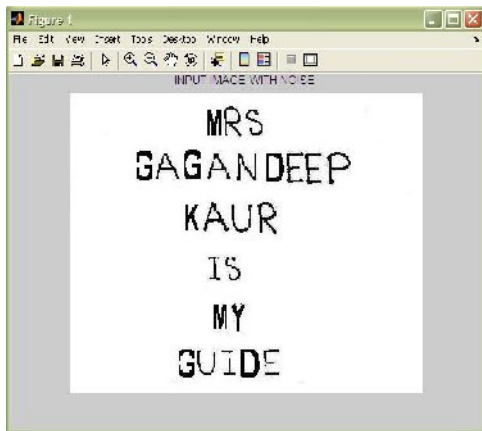 Figure 1
File Edit View Insert Tools Desktop Window Help
INPUT IMAGE WITH NOISE
MRS
GAGANDEEP
KAUR
IS
MY
GUIDE